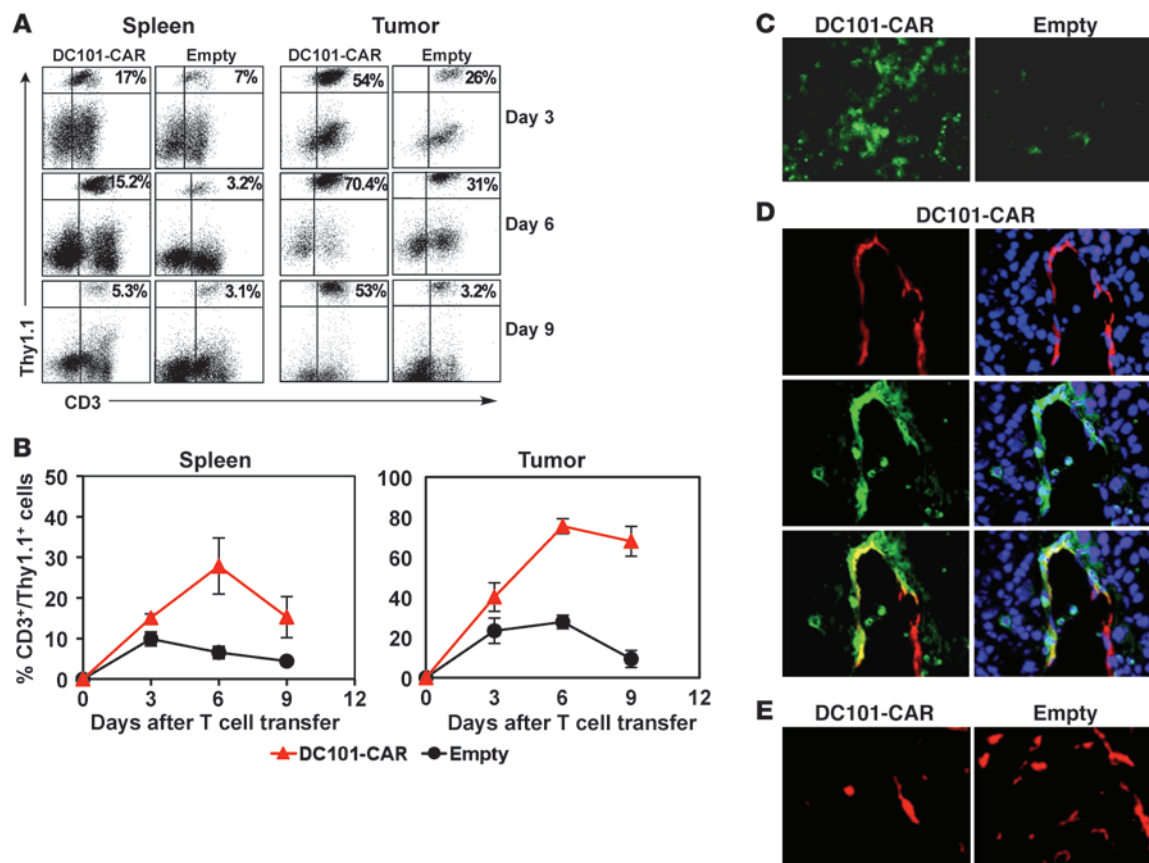 A
Spleen
Tumor
DC101-CAR
Empty
DC101-CAR
Empty
17%
7%
54%
26%
Day 3
15.2%
3.2%
70.4%
31%
Day 6
5.3%
3.1%
53%
3.2%
Day 9
Thy1.1
CD3
B
Spleen
Tumor
% CD3+/Thy1.1+ cells
50
40
30
20
10
0
100
80
60
40
20
0
0 3 6 9 12
0 3 6 9 12
Days after T cell transfer
Days after T cell transfer
DC101-CAR
Empty
C
DC101-CAR
Empty
D
DC101-CAR
E
DC101-CAR
Empty